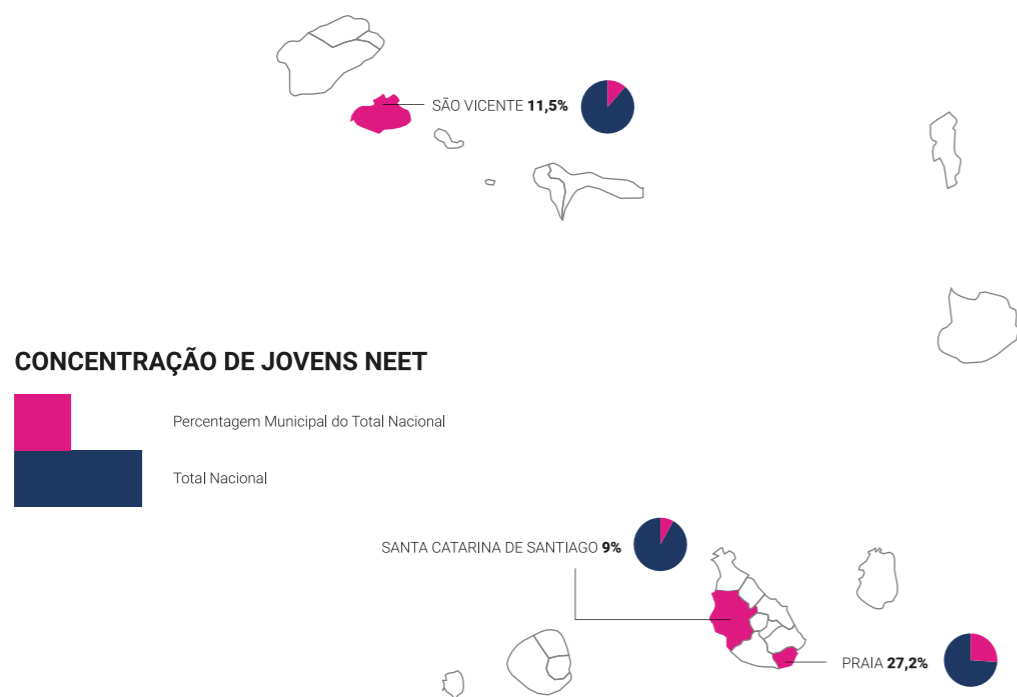 SÃO VICENTE 11,5%
CONCENTRAÇÃO DE JOVENS NEET
Percentagem Municipal do Total Nacional
Total Nacional
SANTA CATARINA DE SANTIAGO 9%
PRAIA 27,2%